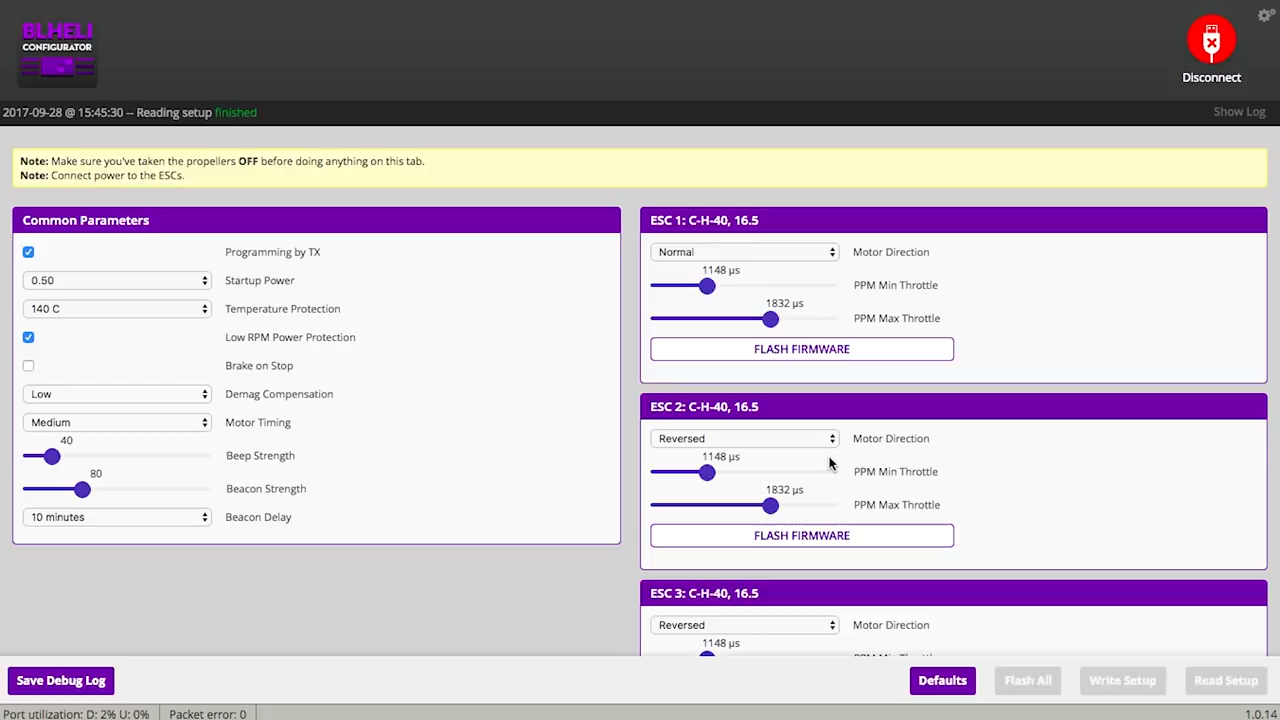 BLHELI
CONFIGURATOR
Disconnect
2017-09-28 @ 15:45:30 -- Reading setup finished
Show Log
Note: Make sure you've taken the propellers OFF before doing anything on this tab.
Note: Connect power to the ESCs.
Common Parameters
Programming by TX
0.50 Startup Power
140 C Temperature Protection
Low RPM Power Protection
Brake on Stop
Low Demag Compensation
Medium Motor Timing
40
Beep Strength
80
Beacon Strength
10 minutes Beacon Delay
ESC 1: C-H-40, 16.5
Normal Motor Direction
1148 µs
PPM Min Throttle
1832 µs
PPM Max Throttle
FLASH FIRMWARE
ESC 2: C-H-40, 16.5
Reversed Motor Direction
1148 µs
PPM Min Throttle
1832 µs
PPM Max Throttle
FLASH FIRMWARE
ESC 3: C-H-40, 16.5
Reversed Motor Direction
1148 µs
PPM Min Throttle
Save Debug Log
Defaults
Flash All
Write Setup
Read Setup
Port utilization: D: 2% U: 0%
Packet error: 0
1.0.14